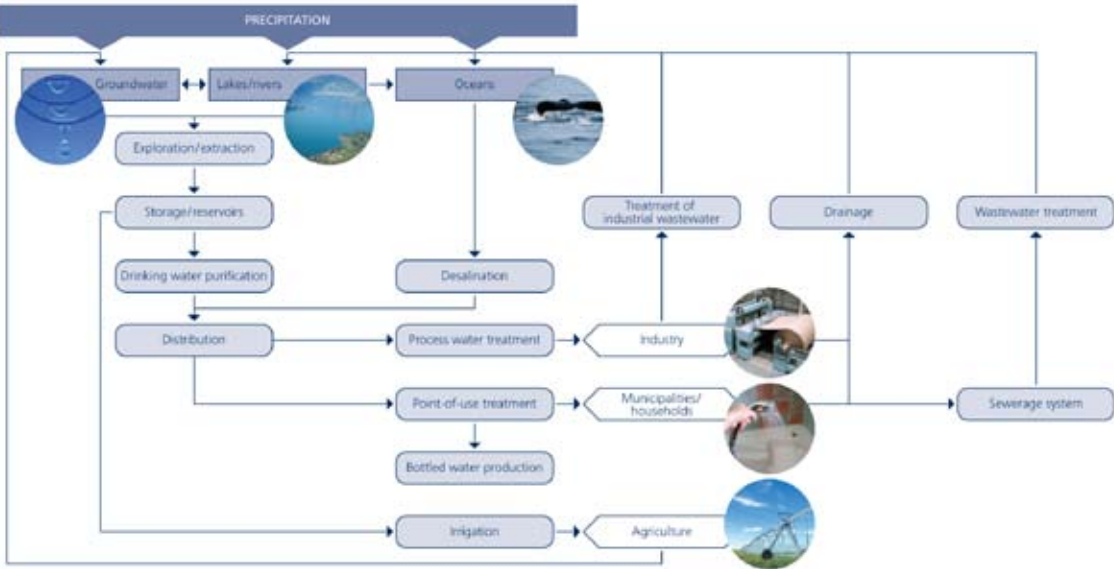 PRECIPITATION
Groundwater
Lakes/rivers
Oceans
Exploration/extraction
Storage/reservoirs
Treatment of
industrial wastewater
Drainage
Wastewater treatment
Drinking water purification
Desalination
Distribution
Process water treatment
Industry
Point-of-use treatment
Municipalities/
households
Sewerage system
Bottled water production
Irrigation
Agriculture